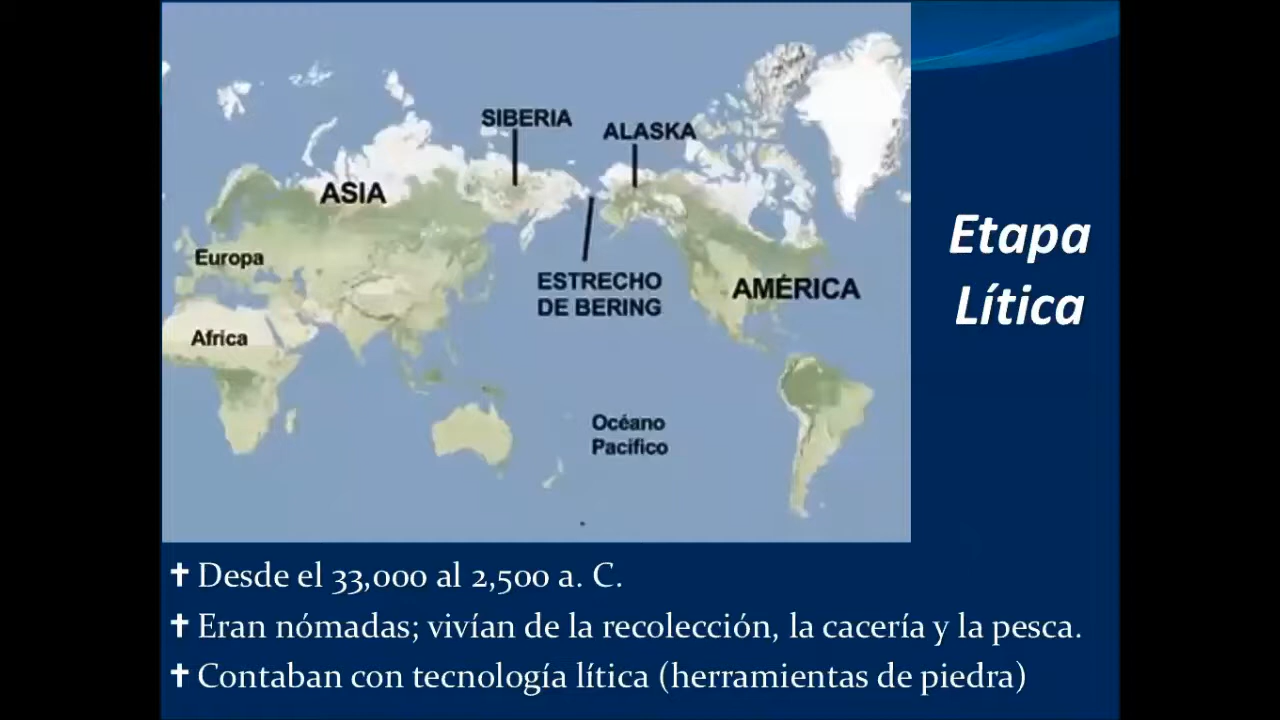 SIBERIA
ALASKA
ASIA
Europa
ESTRECHO
DE BERING
AMÉRICA
Africa
Océano
Pacifico
Etapa
Lítica
✝ Desde el 33,000 al 2,500 a. C.
✝ Eran nómadas; vivían de la recolección, la cacería y la pesca.
✝ Contaban con tecnología lítica (herramientas de piedra)